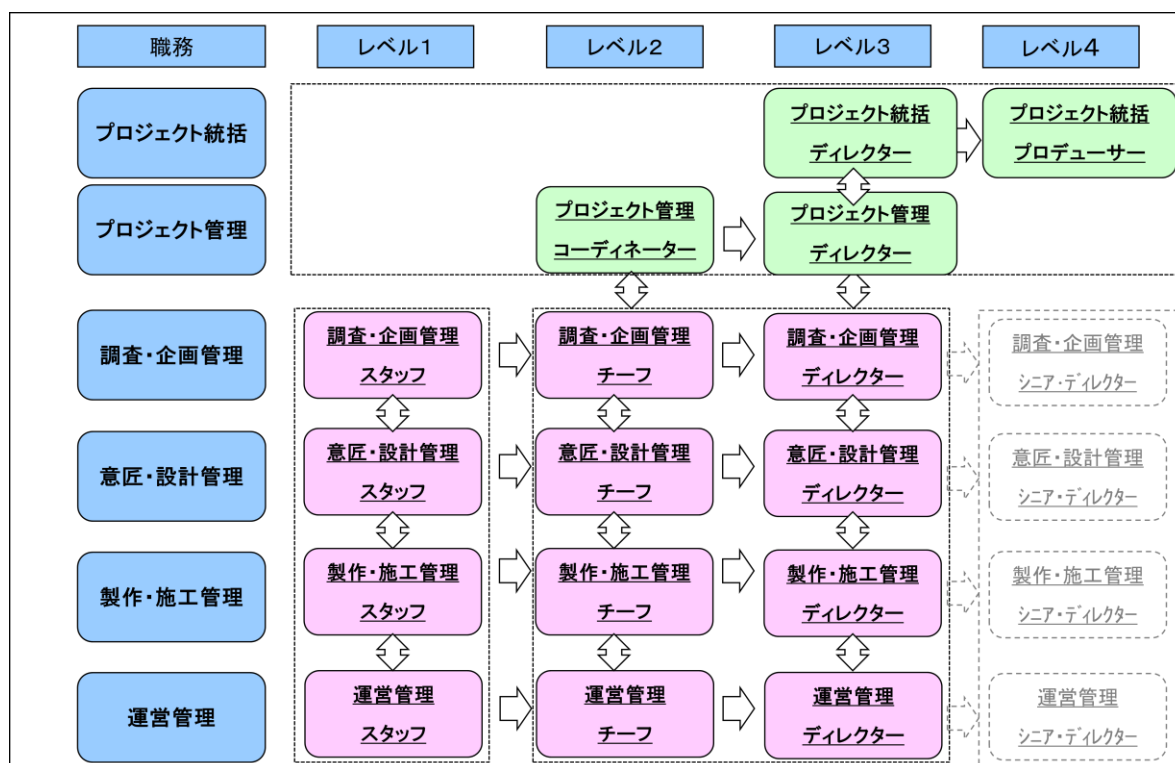 職務
レベル1
レベル2
レベル3
レベル4
プロジェクト統括
プロジェクト統括
ディレクター
プロジェクト統括
プロデューサー
プロジェクト管理
プロジェクト管理
コーディネーター
プロジェクト管理
ディレクター
調査・企画管理
調査・企画管理
スタッフ
調査・企画管理
チーフ
調査・企画管理
ディレクター
調査・企画管理
シニア・ディレクター
意匠・設計管理
意匠・設計管理
スタッフ
意匠・設計管理
チーフ
意匠・設計管理
ディレクター
意匠・設計管理
シニア・ディレクター
製作・施工管理
製作・施工管理
スタッフ
製作・施工管理
チーフ
製作・施工管理
ディレクター
製作・施工管理
シニア・ディレクター
運営管理
運営管理
スタッフ
運営管理
チーフ
運営管理
ディレクター
運営管理
シニア・ディレクター